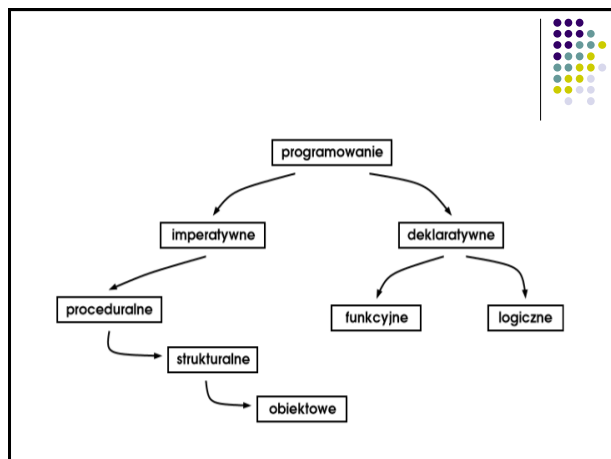 programowanie
imperatywne
deklaratywne
proceduralne
funkcyjne
logiczne
strukturalne
obiektowe